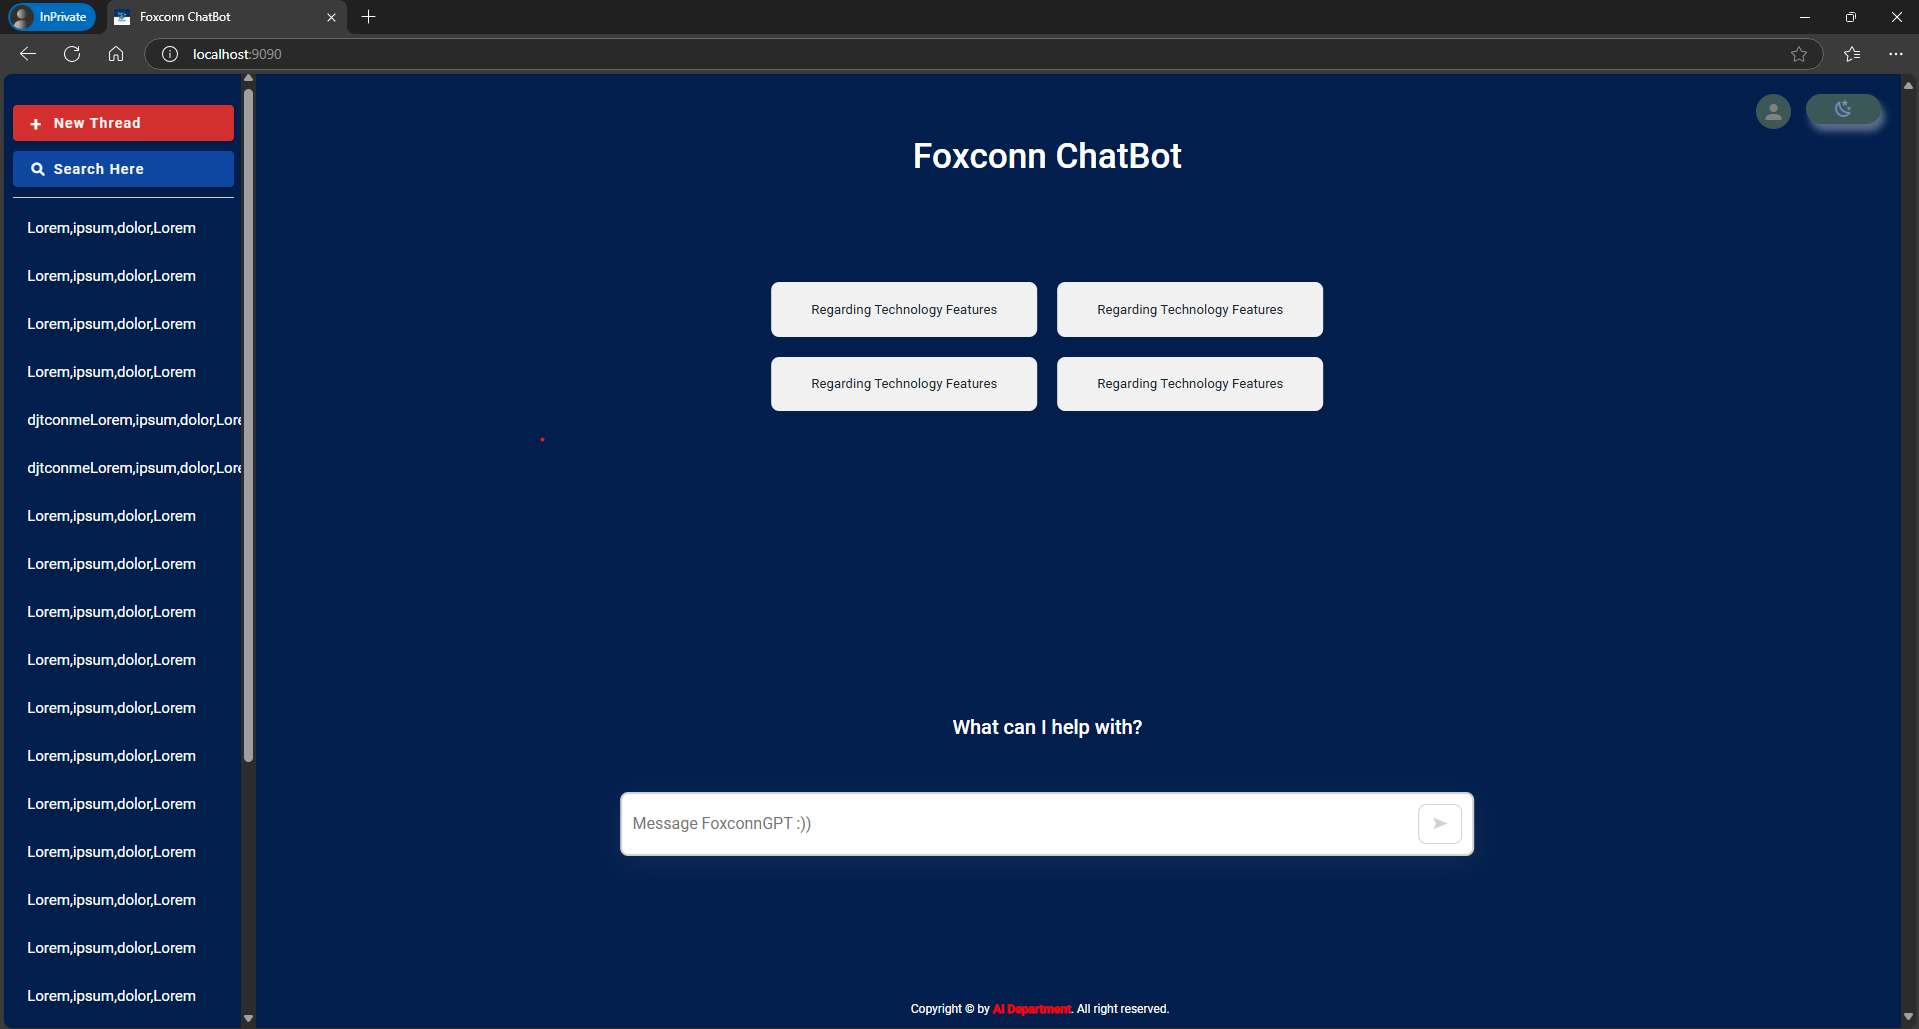 InPrivate
Foxconn ChatBot
localhost:9090
New Thread
Search Here
Lorem,ipsum,dolor,Lorem
Lorem,ipsum,dolor,Lorem
Lorem,ipsum,dolor,Lorem
Lorem,ipsum,dolor,Lorem
djtconmeLorem,ipsum,dolor,Lore
djtconmeLorem,ipsum,dolor,Lore
Lorem,ipsum,dolor,Lorem
Lorem,ipsum,dolor,Lorem
Lorem,ipsum,dolor,Lorem
Lorem,ipsum,dolor,Lorem
Lorem,ipsum,dolor,Lorem
Lorem,ipsum,dolor,Lorem
Lorem,ipsum,dolor,Lorem
Lorem,ipsum,dolor,Lorem
Lorem,ipsum,dolor,Lorem
Lorem,ipsum,dolor,Lorem
Lorem,ipsum,dolor,Lorem
Foxconn ChatBot
Regarding Technology Features
Regarding Technology Features
Regarding Technology Features
Regarding Technology Features
What can I help with?
Message FoxconnGPT :))
Copyright © by AI Department. All right reserved.